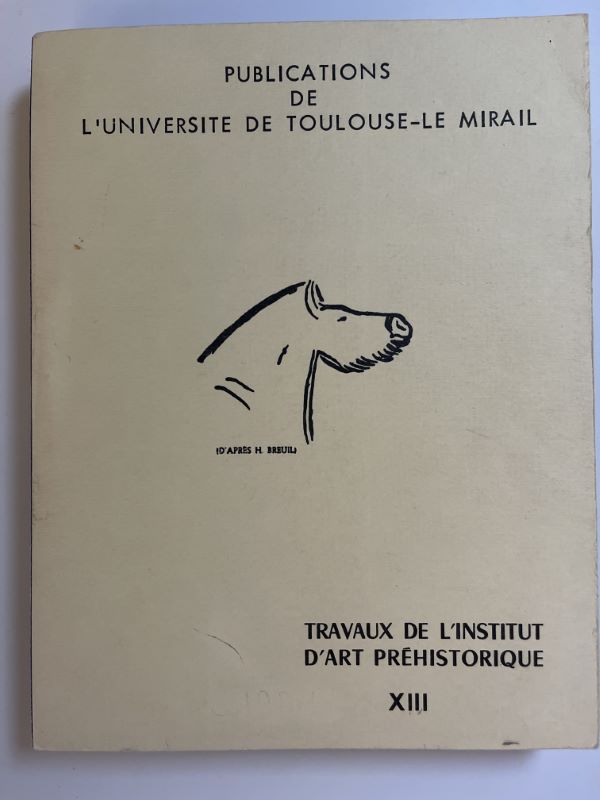 PUBLICATIONS
DE
L'UNIVERSITE DE TOULOUSE-LE MIRAIL
(D'APRÈS H. BREUIL)
TRAVAUX DE L'INSTITUT
D'ART PRÉHISTORIQUE
XIII